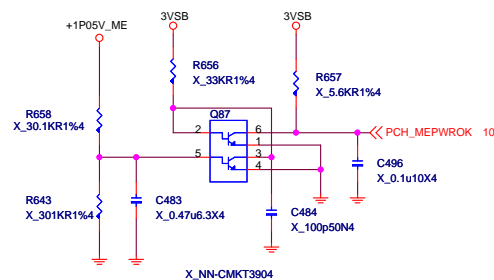 +1P05V_ME
3VSB
3VSB
R656
X_33KR1%4
R657
X_5.6KR1%4
R658
X_30.1KR1%4
Q87
2
6
1
5
3
4
PCH_MEPWROK 10
R643
X_301KR1%4
C483
X_0.47u6.3X4
C484
X_100p50N4
C496
X_0.1u10X4
X_NN-CMKT3904